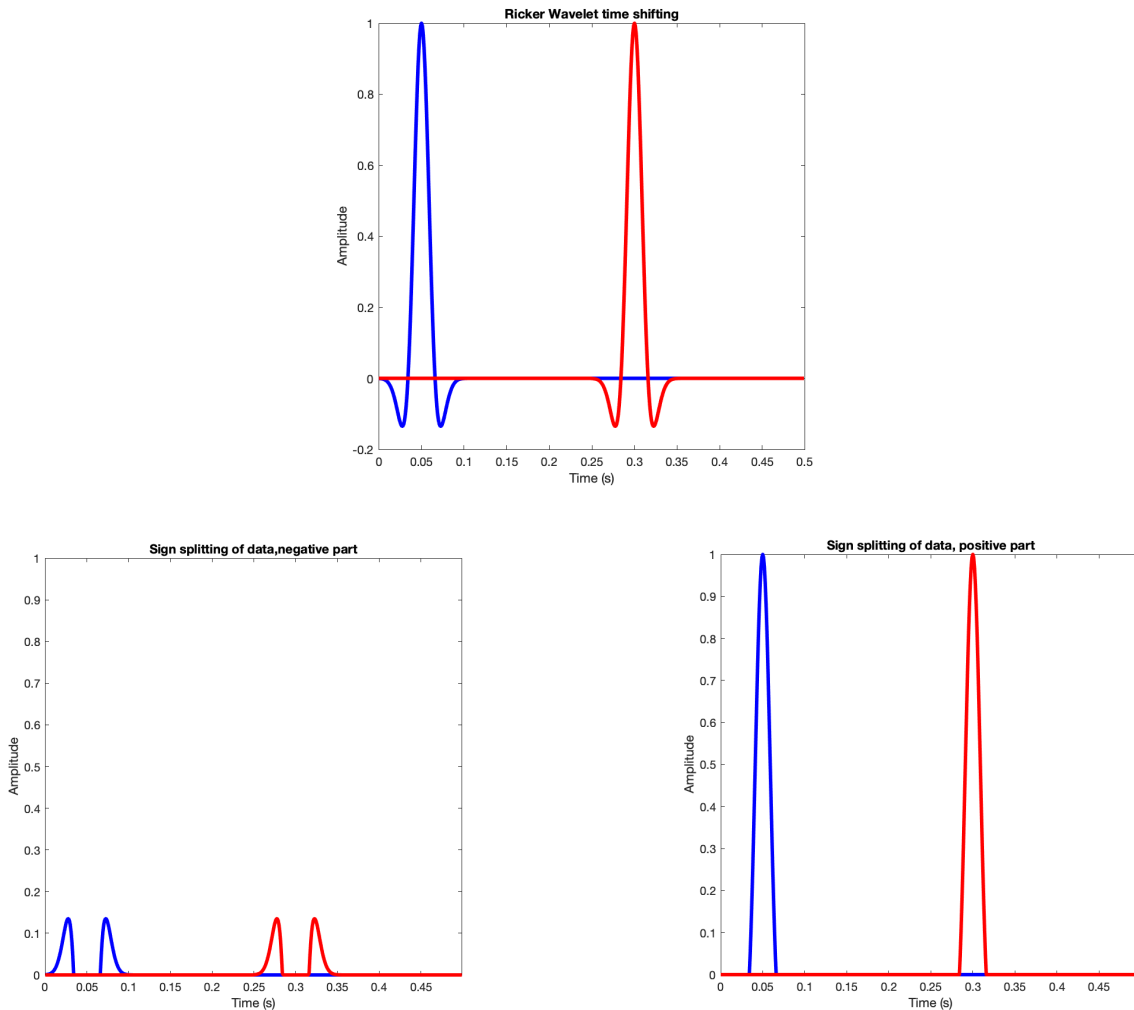 Ricker Wavelet time shifting
1
0.8
0.6
0.4
0.2
0
-0.2
Amplitude
0 0.05 0.1 0.15 0.2 0.25 0.3 0.35 0.4 0.45 0.5
Time (s)
Sign splitting of data,negative part
1
0.9
0.8
0.7
0.6
0.5
0.4
0.3
0.2
0.1
0
Amplitude
0 0.05 0.1 0.15 0.2 0.25 0.3 0.35 0.4 0.45
Time (s)
Sign splitting of data, positive part
1
0.9
0.8
0.7
0.6
0.5
0.4
0.3
0.2
0.1
0
Amplitude
0 0.05 0.1 0.15 0.2 0.25 0.3 0.35 0.4 0.45
Time (s)